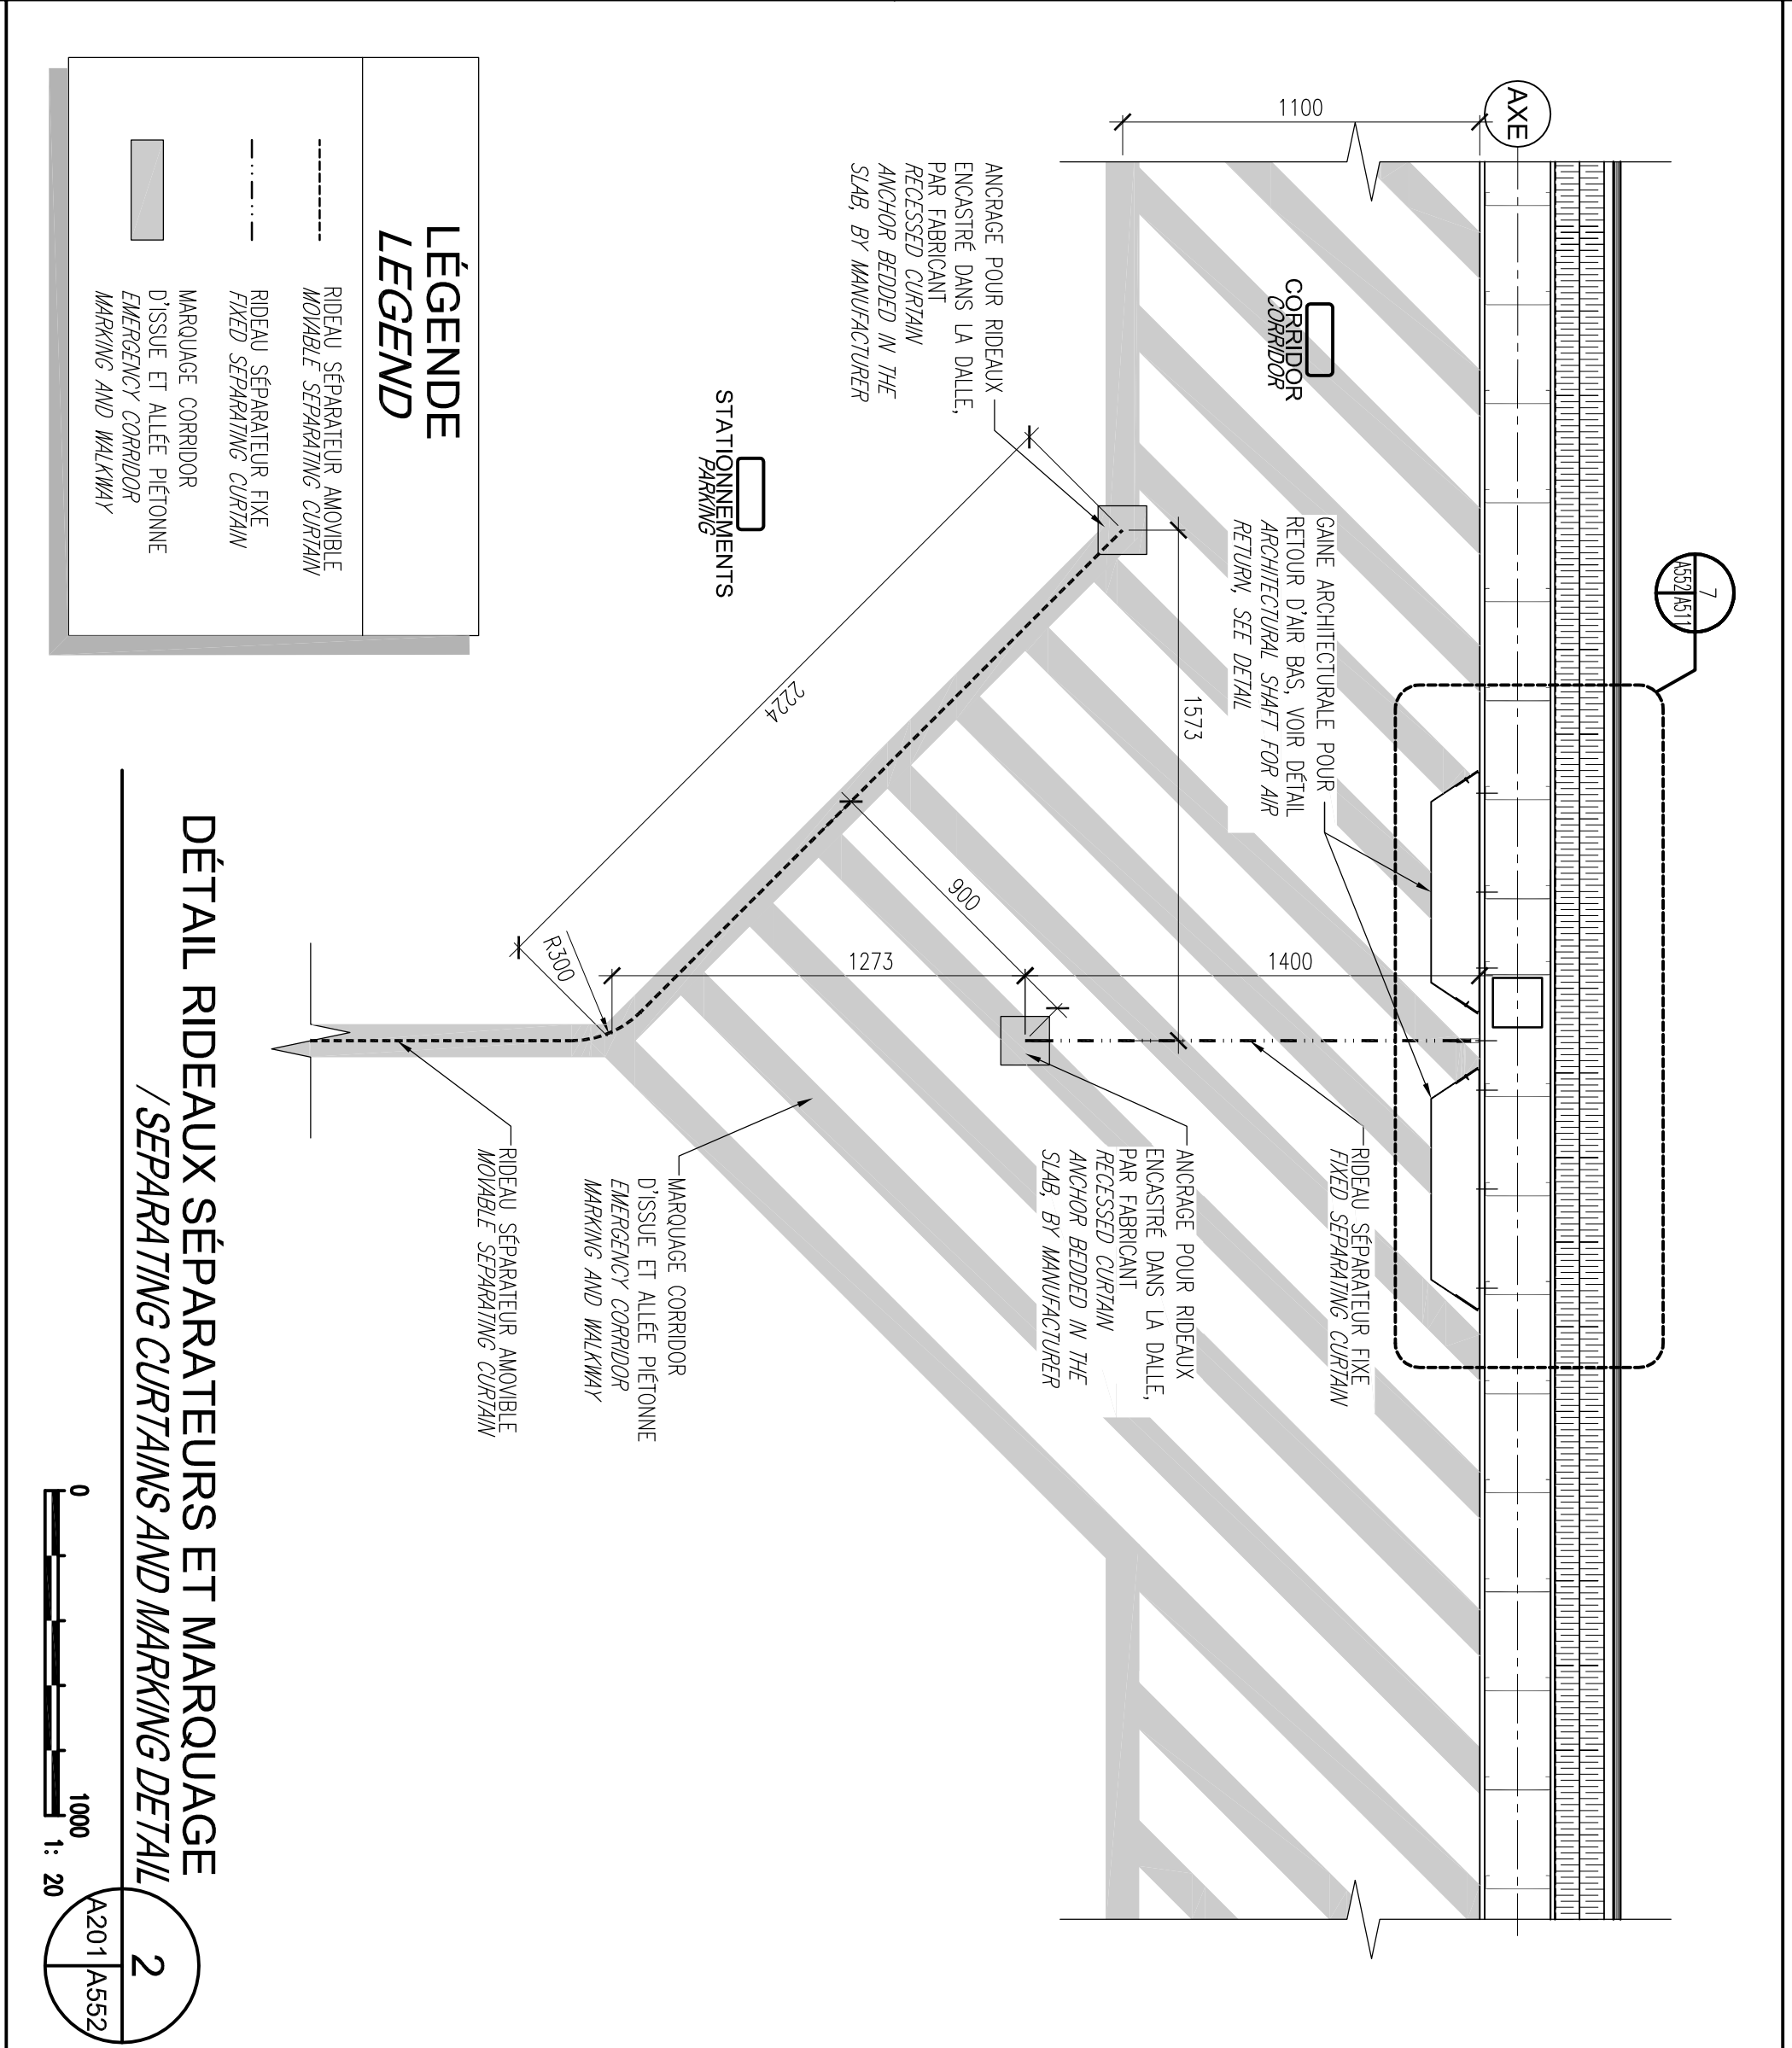 AXE
7
A552 A511
1100
CORRIDOR
CORRIDOR
ANCRAGE POUR RIDEAUX
ENCASTRÉ DANS LA DALLE,
PAR FABRICANT
RECESSED CURTAIN
ANCHOR BEDDED IN THE
SLAB, BY MANUFACTURER
GAINE ARCHITECTURALE POUR
RETOUR D'AIR BAS, VOIR DÉTAIL
ARCHITECTURAL SHAFT FOR AIR
RETURN, SEE DETAIL
1573
1400
900
1273
2224
R300
STATIONNEMENTS
PARKING
RIDEAU SÉPARATEUR FIXE
FIXED SEPARATING CURTAIN
ANCRAGE POUR RIDEAUX
ENCASTRÉ DANS LA DALLE,
PAR FABRICANT
RECESSED CURTAIN
ANCHOR BEDDED IN THE
SLAB, BY MANUFACTURER
MARQUAGE CORRIDOR
D'ISSUE ET ALLÉE PIÉTONNE
EMERGENCY CORRIDOR
MARKING AND WALKWAY
RIDEAU SÉPARATEUR AMOVIBLE
MOVABLE SEPARATING CURTAIN
LÉGENDE
LEGEND
RIDEAU SÉPARATEUR AMOVIBLE
MOVABLE SEPARATING CURTAIN
RIDEAU SÉPARATEUR FIXE
FIXED SEPARATING CURTAIN
MARQUAGE CORRIDOR
D'ISSUE ET ALLÉE PIÉTONNE
EMERGENCY CORRIDOR
MARKING AND WALKWAY
DÉTAIL RIDEAUX SÉPARATEURS ET MARQUAGE
/SEPARATING CURTAINS AND MARKING DETAIL
2
A201 A552
0 1000 1: 20